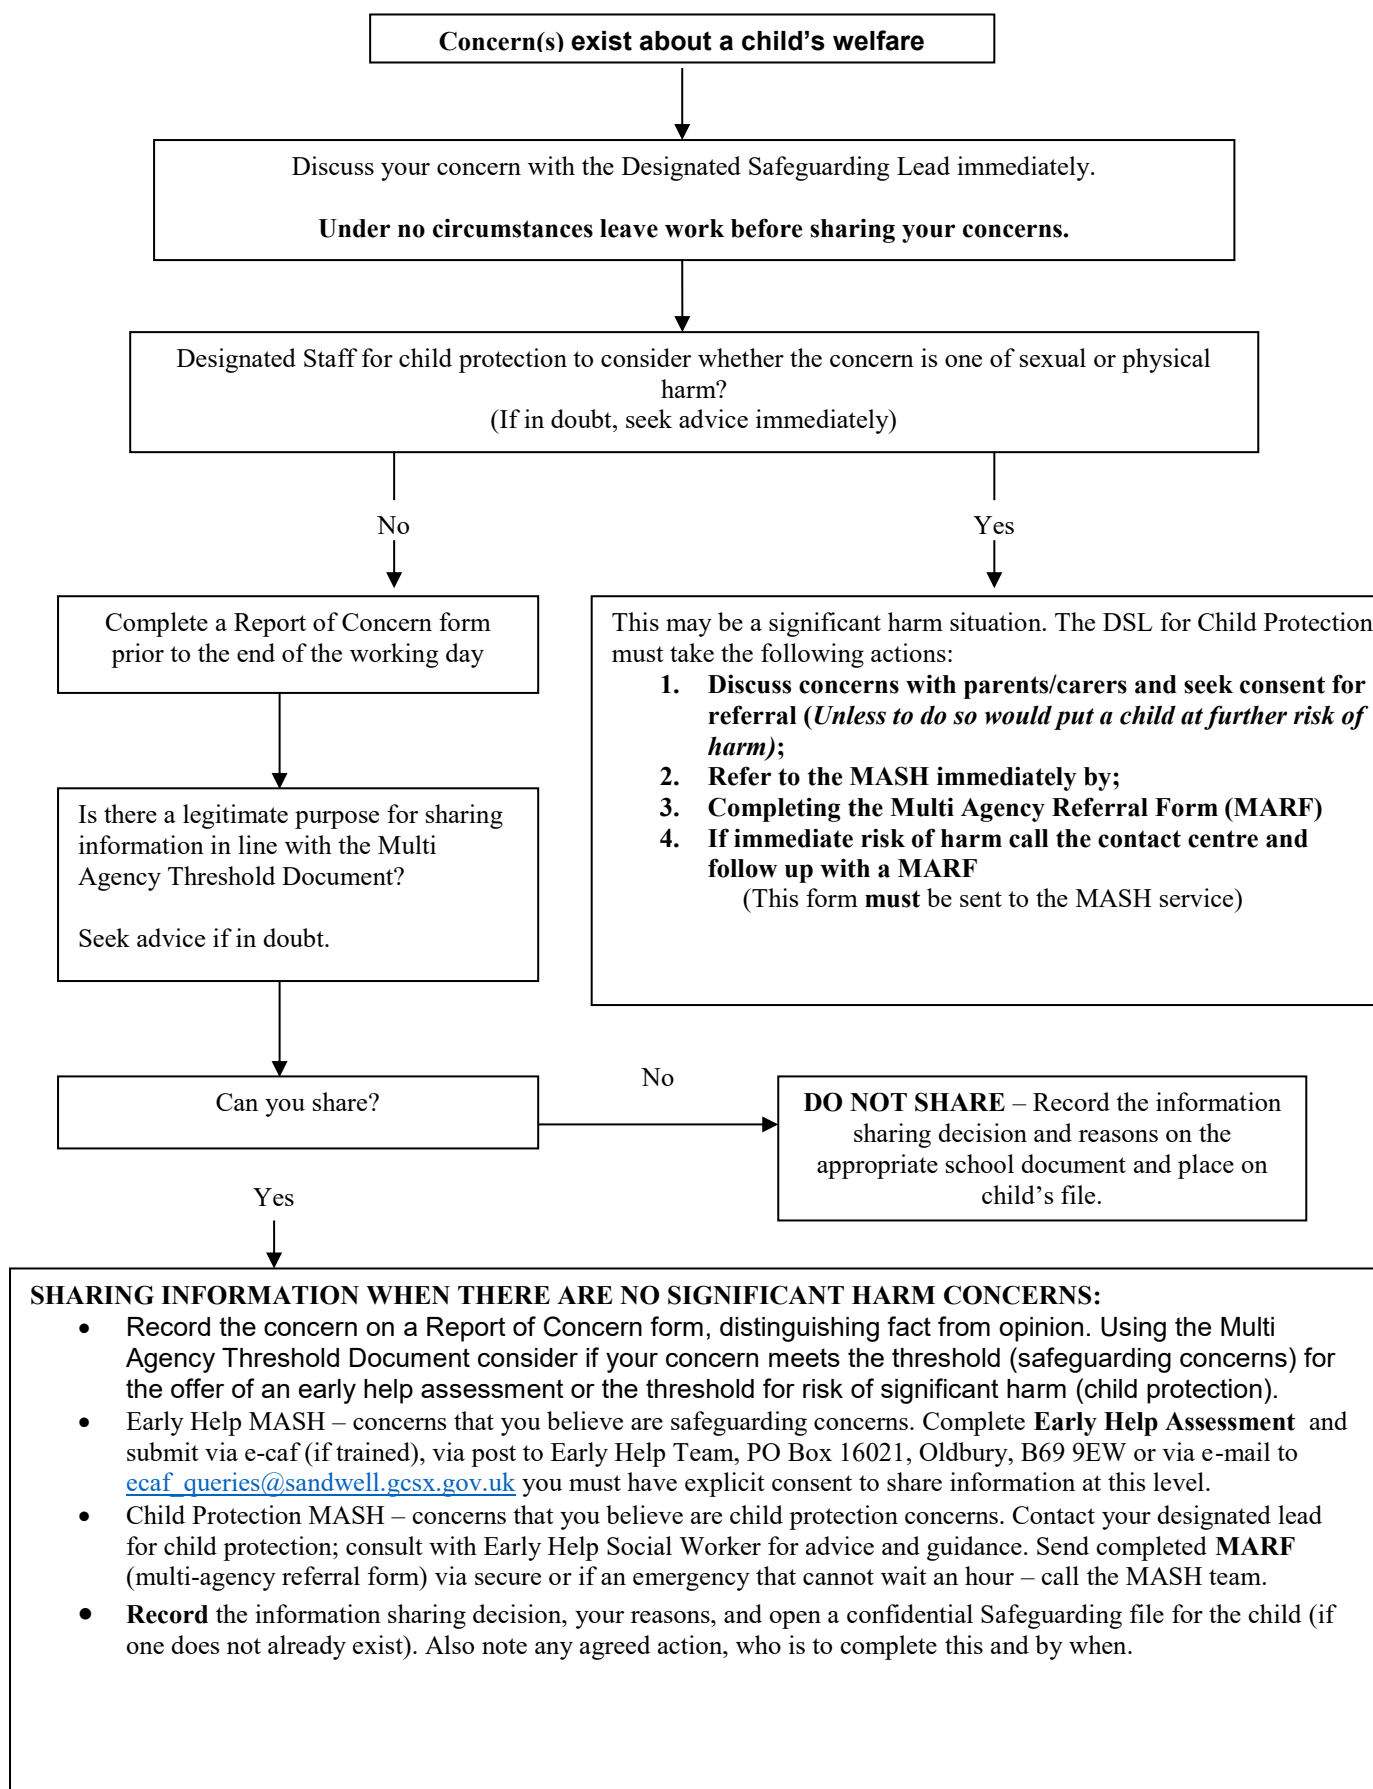 Concern(s) exist about a child's welfare
Discuss your concern with the Designated Safeguarding Lead immediately.
Under no circumstances leave work before sharing your concerns.
Designated Staff for child protection to consider whether the concern is one of sexual or physical
harm?
(If in doubt, seek advice immediately)
No
Yes
Complete a Report of Concern form
prior to the end of the working day
This may be a significant harm situation. The DSL for Child Protection
must take the following actions:
1. Discuss concerns with parents/carers and seek consent for
referral (Unless to do so would put a child at further risk of
harm);
2. Refer to the MASH immediately by;
3. Completing the Multi Agency Referral Form (MARF)
4. If immediate risk of harm call the contact centre and
follow up with a MARF
(This form must be sent to the MASH service)
Is there a legitimate purpose for sharing
information in line with the Multi
Agency Threshold Document?
Seek advice if in doubt.
Can you share?
No
DO NOT SHARE – Record the information
sharing decision and reasons on the
appropriate school document and place on
child's file.
Yes
SHARING INFORMATION WHEN THERE ARE NO SIGNIFICANT HARM CONCERNS:
• Record the concern on a Report of Concern form, distinguishing fact from opinion. Using the Multi
Agency Threshold Document consider if your concern meets the threshold (safeguarding concerns) for
the offer of an early help assessment or the threshold for risk of significant harm (child protection).
• Early Help MASH – concerns that you believe are safeguarding concerns. Complete Early Help Assessment and
submit via e-caf (if trained), via post to Early Help Team, PO Box 16021, Oldbury, B69 9EW or via e-mail to
ecaf_queries@sandwell.gcsx.gov.uk you must have explicit consent to share information at this level.
• Child Protection MASH – concerns that you believe are child protection concerns. Contact your designated lead
for child protection; consult with Early Help Social Worker for advice and guidance. Send completed MARF
(multi-agency referral form) via secure or if an emergency that cannot wait an hour – call the MASH team.
• Record the information sharing decision, your reasons, and open a confidential Safeguarding file for the child (if
one does not already exist). Also note any agreed action, who is to complete this and by when.